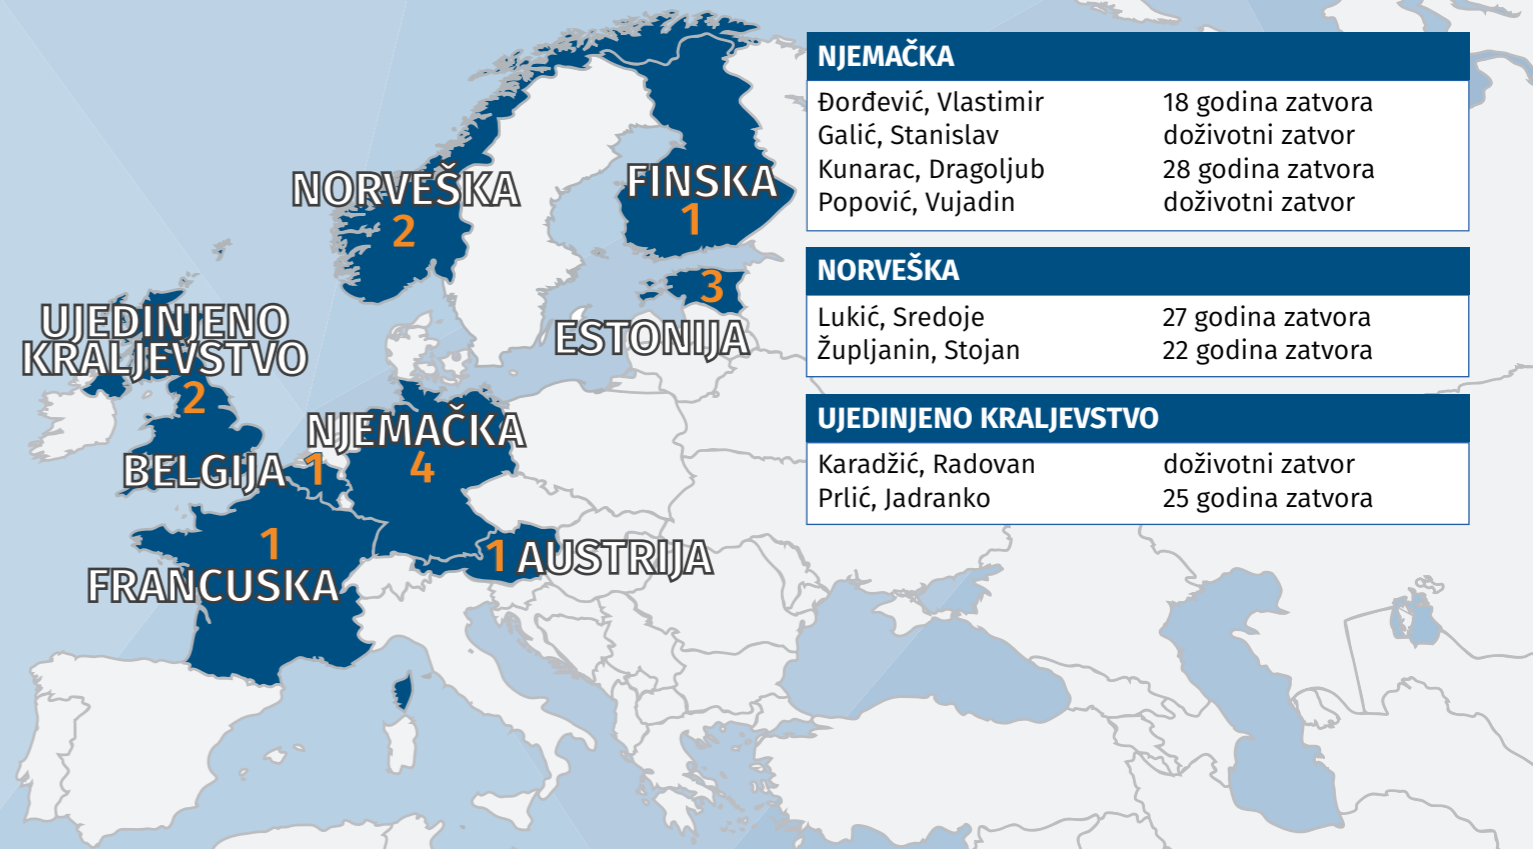 NORVEŠKA
2
FINSKA
1
3
ESTONIJA
UJEDINJENO
KRALJEVSTVO
2
NJEMAČKA
4
BELGIJA 1
1
FRANCUSKA
1 AUSTRIJA
NJEMAČKA
Đorđević, Vlastimir 18 godina zatvora
Galić, Stanislav doživotni zatvor
Kunarac, Dragoljub 28 godina zatvora
Popović, Vujadin doživotni zatvor
NORVEŠKA
Lukić, Sredoje 27 godina zatvora
Župljanin, Stojan 22 godina zatvora
UJEDINJENO KRALJEVSTVO
Karadžić, Radovan doživotni zatvor
Prlić, Jadranko 25 godina zatvora